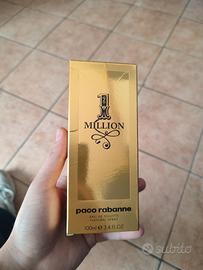 1
MILLION
paco rabanne
EAU DE TOILETTE
NATURAL SPRAY
100ml ℮ 3.4 FL.OZ
subito